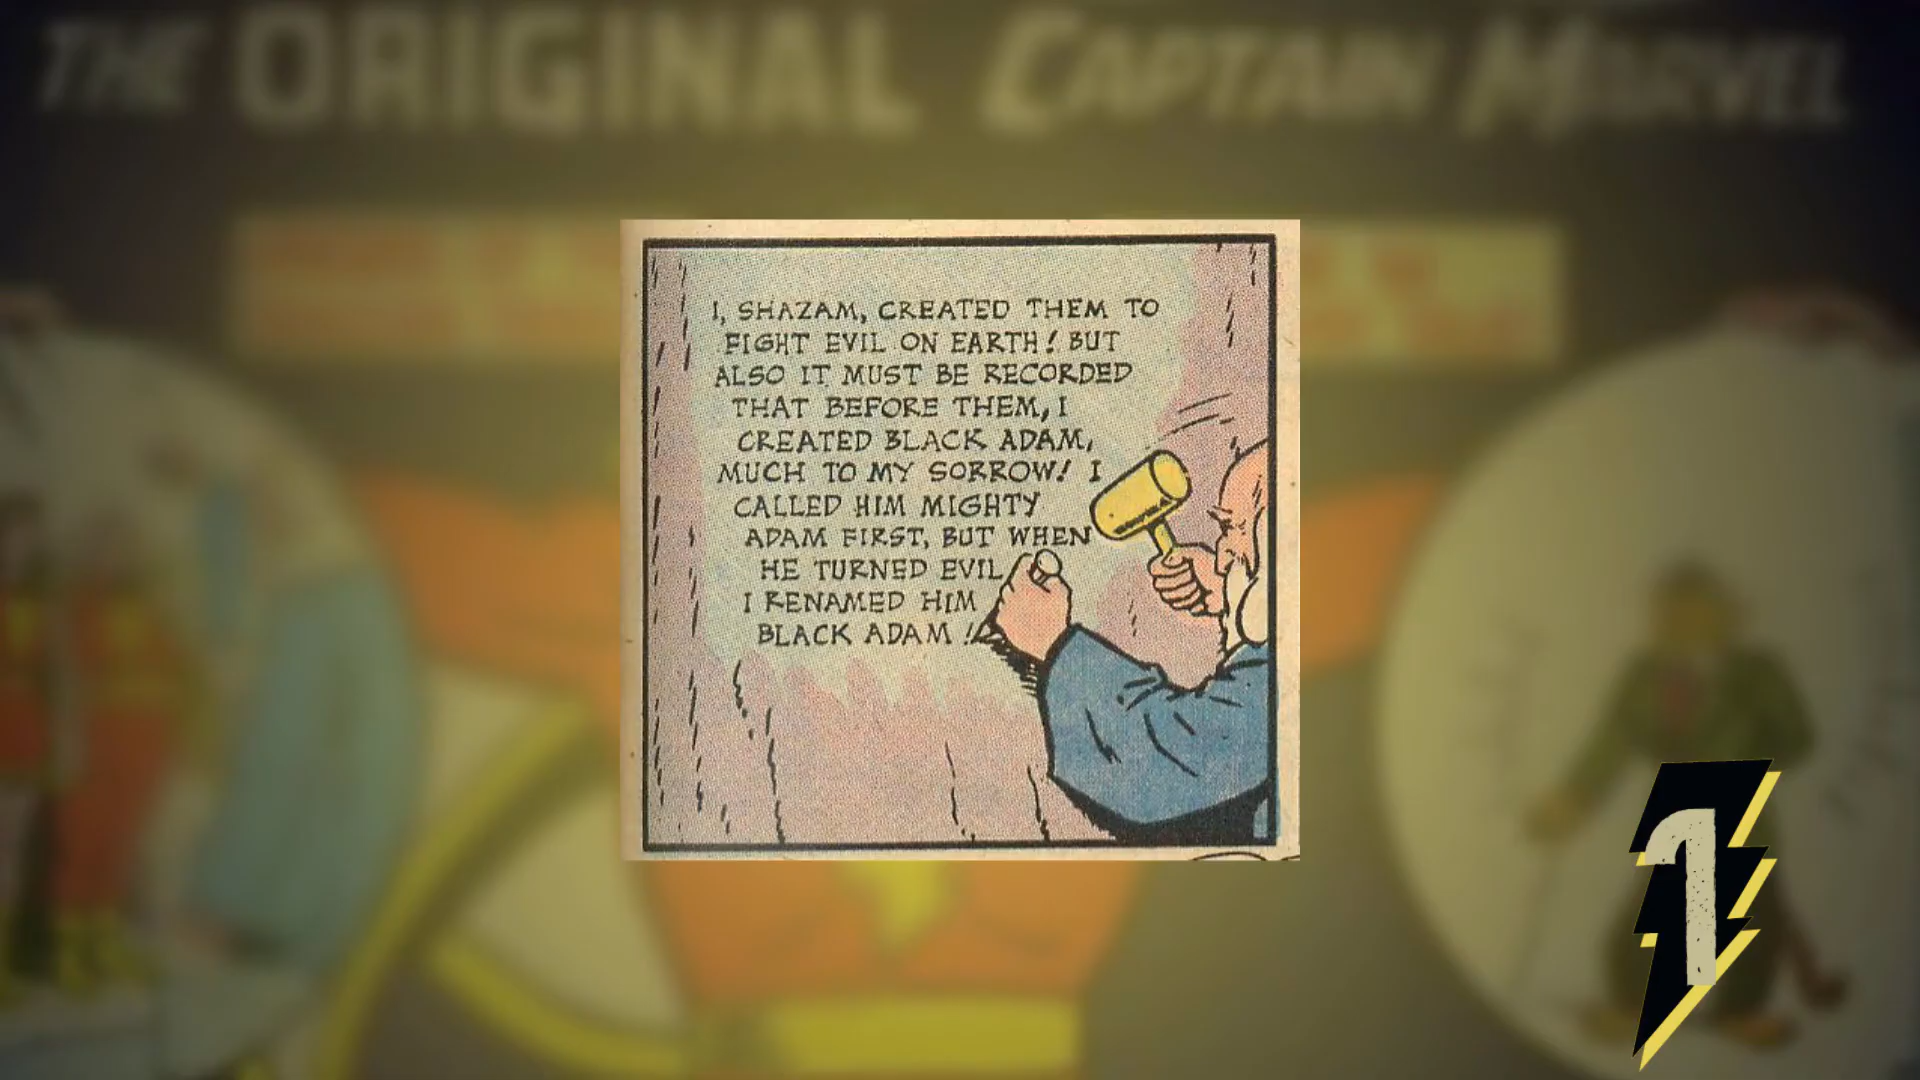 THE ORIGINAL CAPTAIN MARVEL
I, SHAZAM, CREATED THEM TO
FIGHT EVIL ON EARTH! BUT
ALSO IT MUST BE RECORDED
THAT BEFORE THEM, I
CREATED BLACK ADAM,
MUCH TO MY SORROW! I
CALLED HIM MIGHTY
ADAM FIRST, BUT WHEN
HE TURNED EVIL
I RENAMED HIM
BLACK ADAM!
1